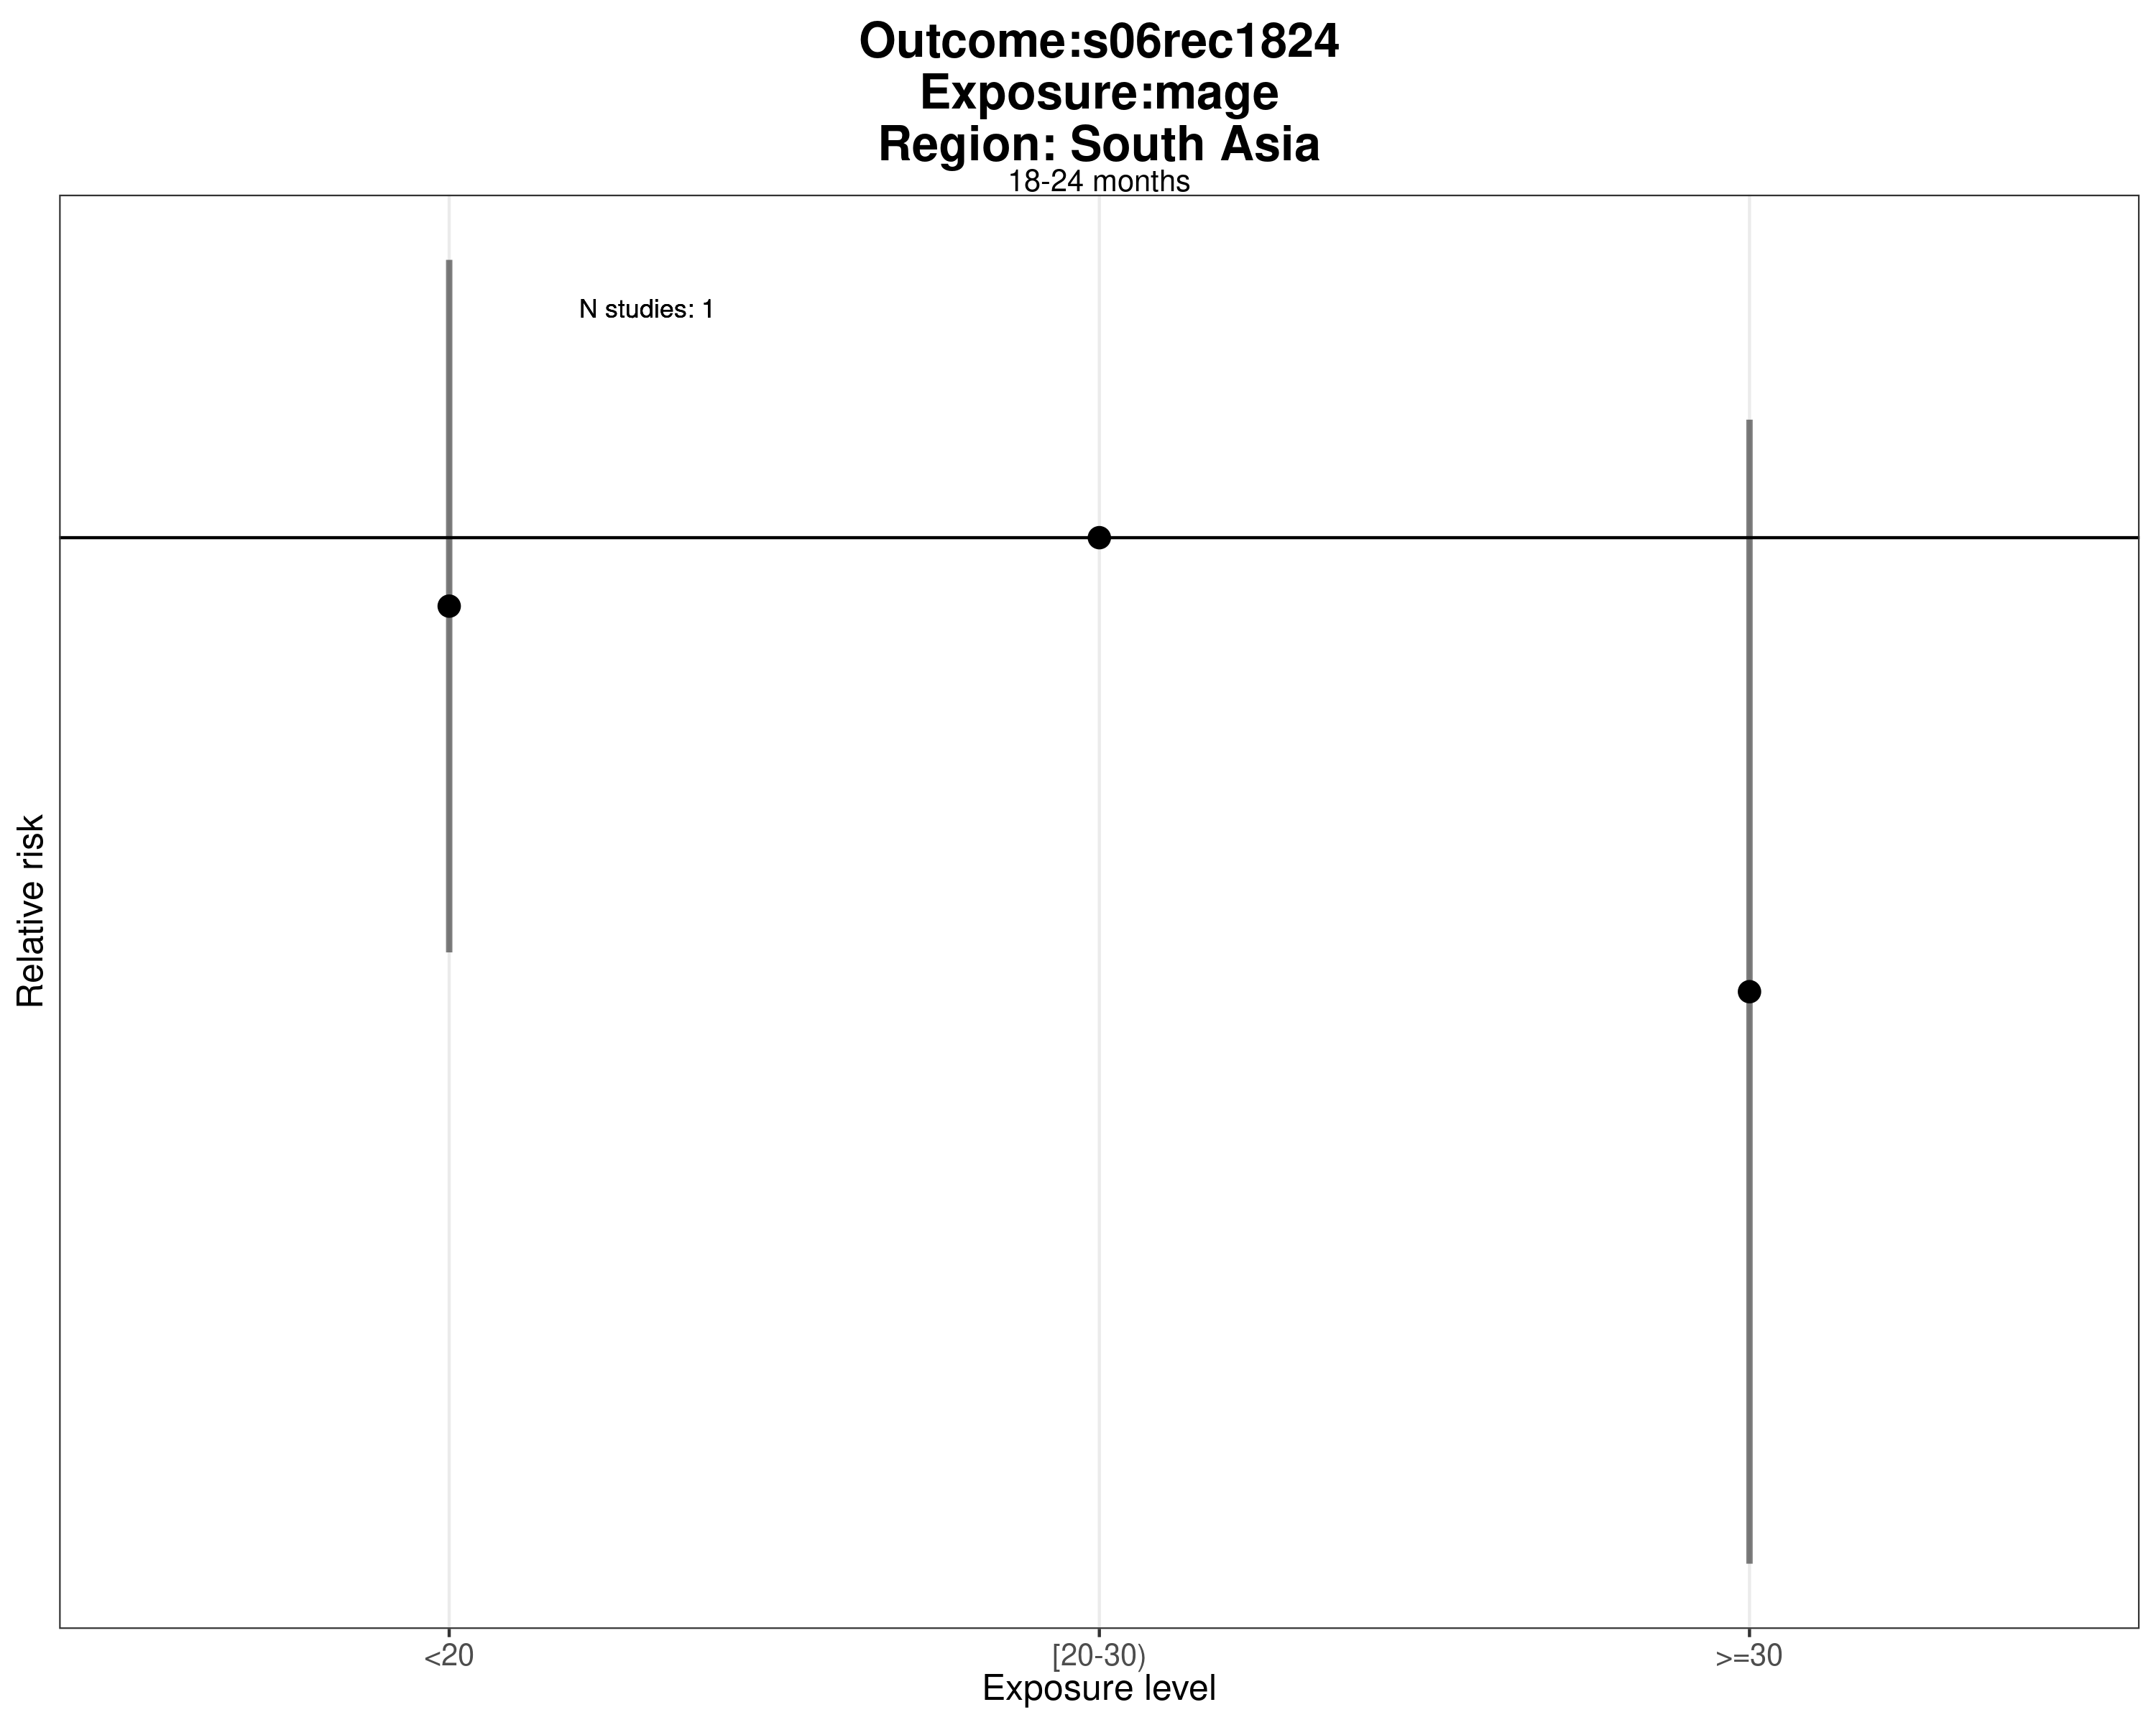 Outcome:s06rec1824
Exposure:mage
Region: South Asia
18-24 months
N studies: 1
Relative risk
<20
[20-30)
>=30
Exposure level